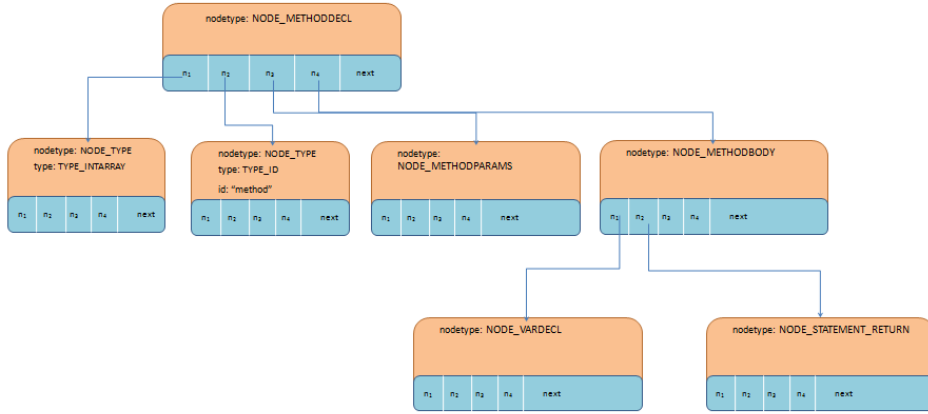 nodetype: NODE_METHODDECL
n₁ n₂ n₃ n₄ next
nodetype: NODE_TYPE
type: TYPE_INTARRAY
n₁ n₂ n₃ n₄ next
nodetype: NODE_TYPE
type: TYPE_ID
id: “method”
n₁ n₂ n₃ n₄ next
nodetype:
NODE_METHODPARAMS
n₁ n₂ n₃ n₄ next
nodetype: NODE_METHODBODY
n₁ n₂ n₃ n₄ next
nodetype: NODE_VARDECL
n₁ n₂ n₃ n₄ next
nodetype: NODE_STATEMENT_RETURN
n₁ n₂ n₃ n₄ next